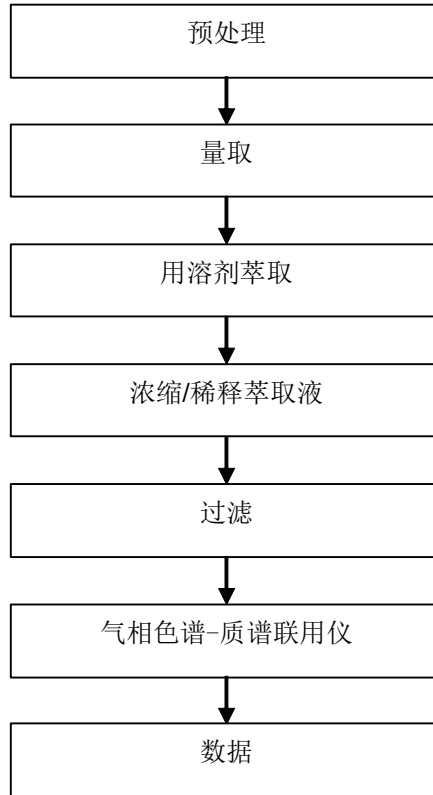 预处理
量取
用溶剂萃取
浓缩/稀释萃取液
过滤
气相色谱-质谱联用仪
数据